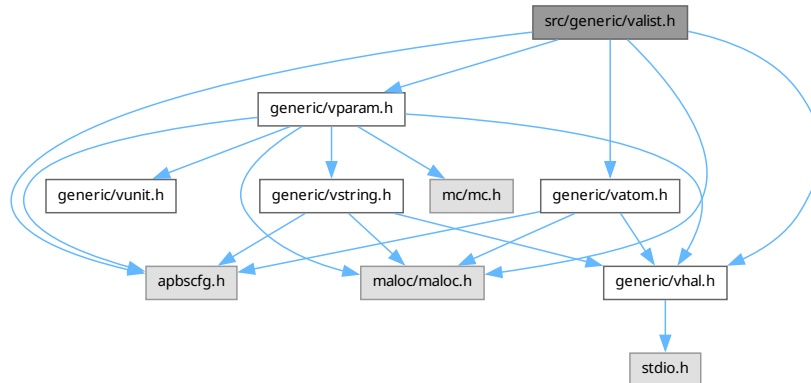 src/generic/valist.h
generic/vparam.h
generic/vunit.h
generic/vstring.h
mc/mc.h
generic/vatom.h
apbscfg.h
maloc/maloc.h
generic/vhal.h
stdio.h